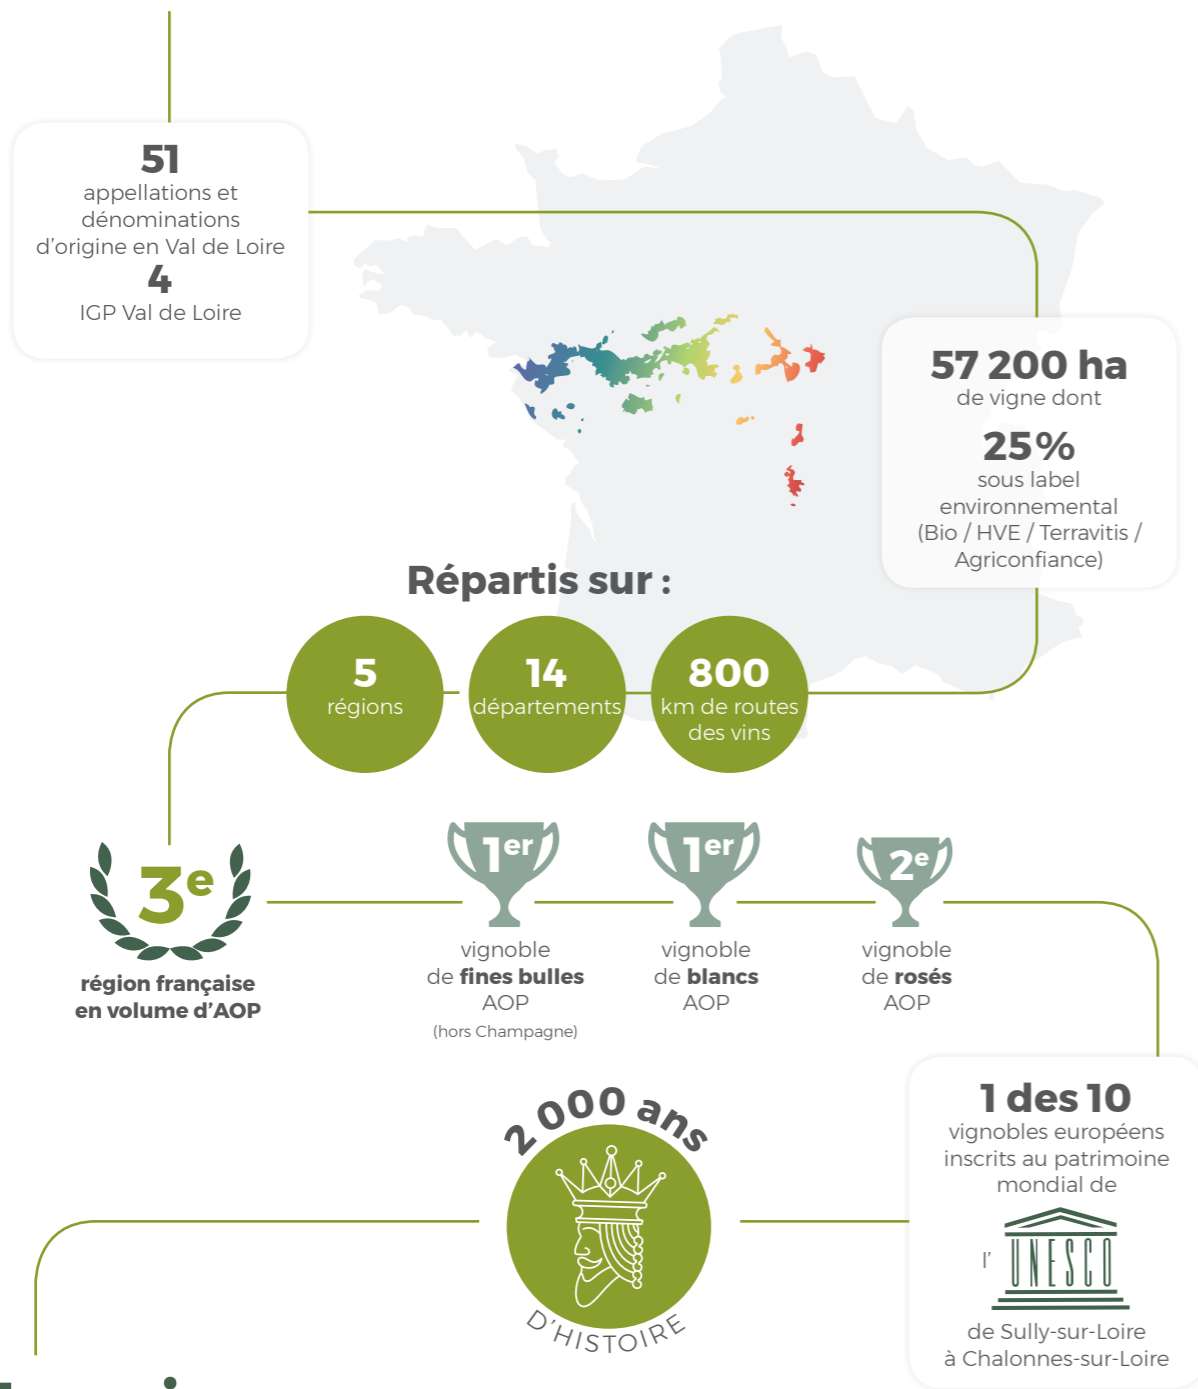 51
appellations et
dénominations
d'origine en Val de Loire
4
IGP Val de Loire
57 200 ha
de vigne dont
25%
sous label
environnemental
(Bio / HVE / Terravitis /
Agriconfiance)
Répartis sur :
5
régions
14
départements
800
km de routes
des vins
3e
région française
en volume d'AOP
1er
vignoble
de fines bulles
AOP
(hors Champagne)
1er
vignoble
de blancs
AOP
2e
vignoble
de rosés
AOP
1 des 10
vignobles européens
inscrits au patrimoine
mondial de
l' UNESCO
de Sully-sur-Loire
à Chalonnes-sur-Loire
2 000 ans
D'HISTOIRE